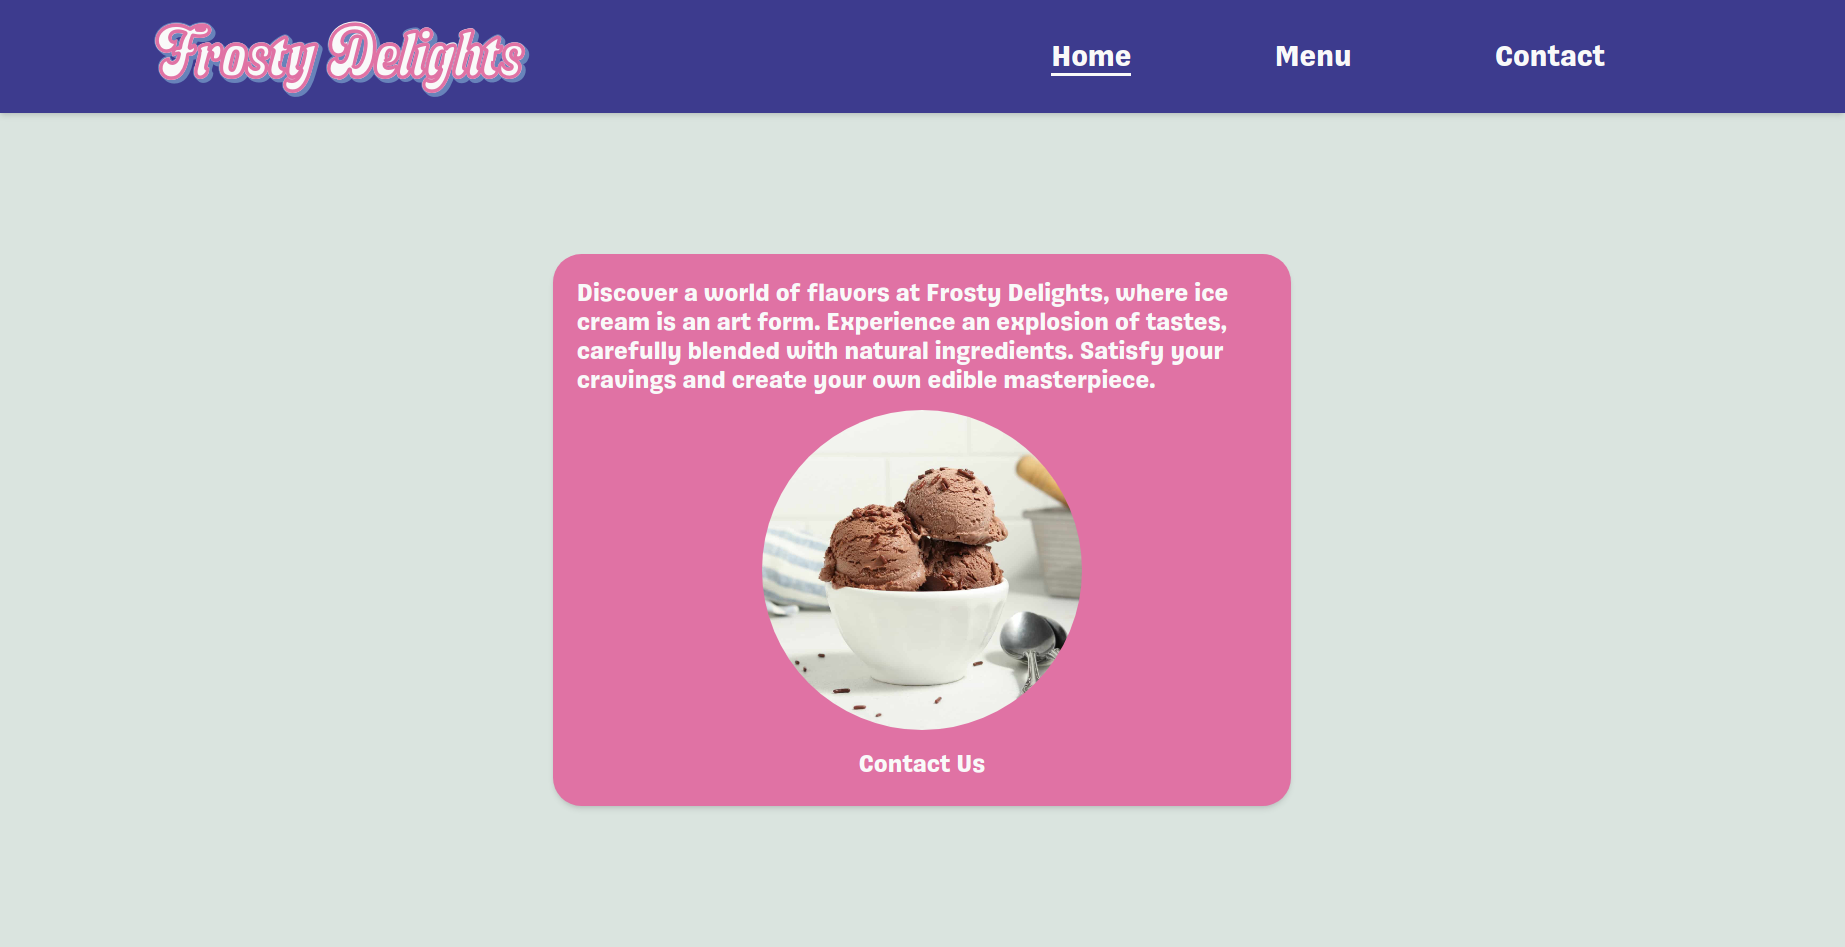 Frosty Delights
Home Menu Contact
Discover a world of flavors at Frosty Delights, where ice
cream is an art form. Experience an explosion of tastes,
carefully blended with natural ingredients. Satisfy your
cravings and create your own edible masterpiece.
Contact Us